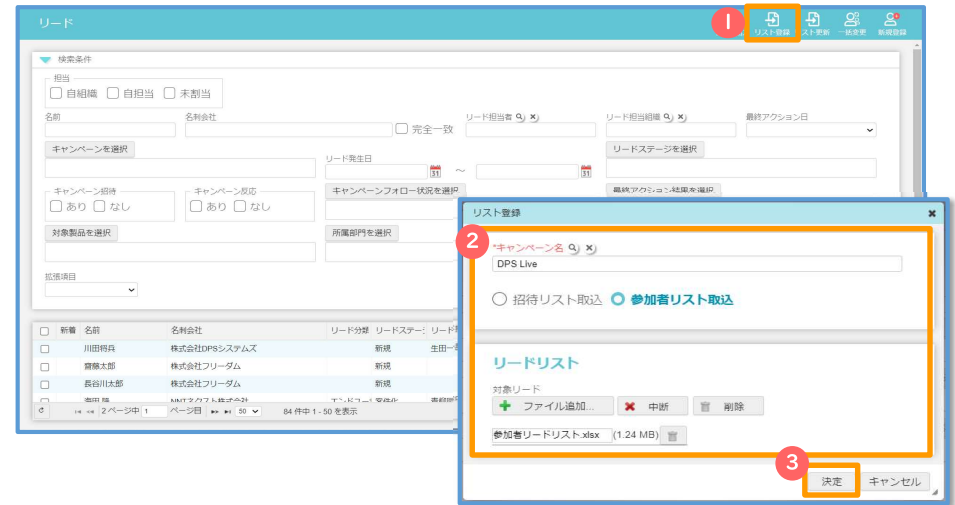 リード
1
リスト登録
スト更新
一括変更
新規登録
検索条件
担当
自組織 自担当 未割当
名前 名刺会社 完全一致 リード担当者 リード担当組織 最終アクション日
キャンペーンを選択 リード発生日 31 ～ 31 リードステージを選択
キャンペーン招待 キャンペーン反応 キャンペーンフォロー状況を選択 最終アクション結果を選択
あり なし あり なし
対象製品を選択 所属部門を選択
拡張項目
新着 名前 名刺会社 リード分類 リードステー
川田将兵 株式会社DPSシステムズ 新規 生田一
齋藤太郎 株式会社フリーダム 新規
長谷川太郎 株式会社フリーダム 新規
2 ページ中 1 ページ目 50 84 件中 1 - 50 を表示
リスト登録
2
*キャンペーン名
DPS Live
招待リスト取込 参加者リスト取込
リードリスト
対象リード
ファイル追加... 中断 削除
参加者リードリスト.xlsx (1.24 MB)
3
決定 キャンセル